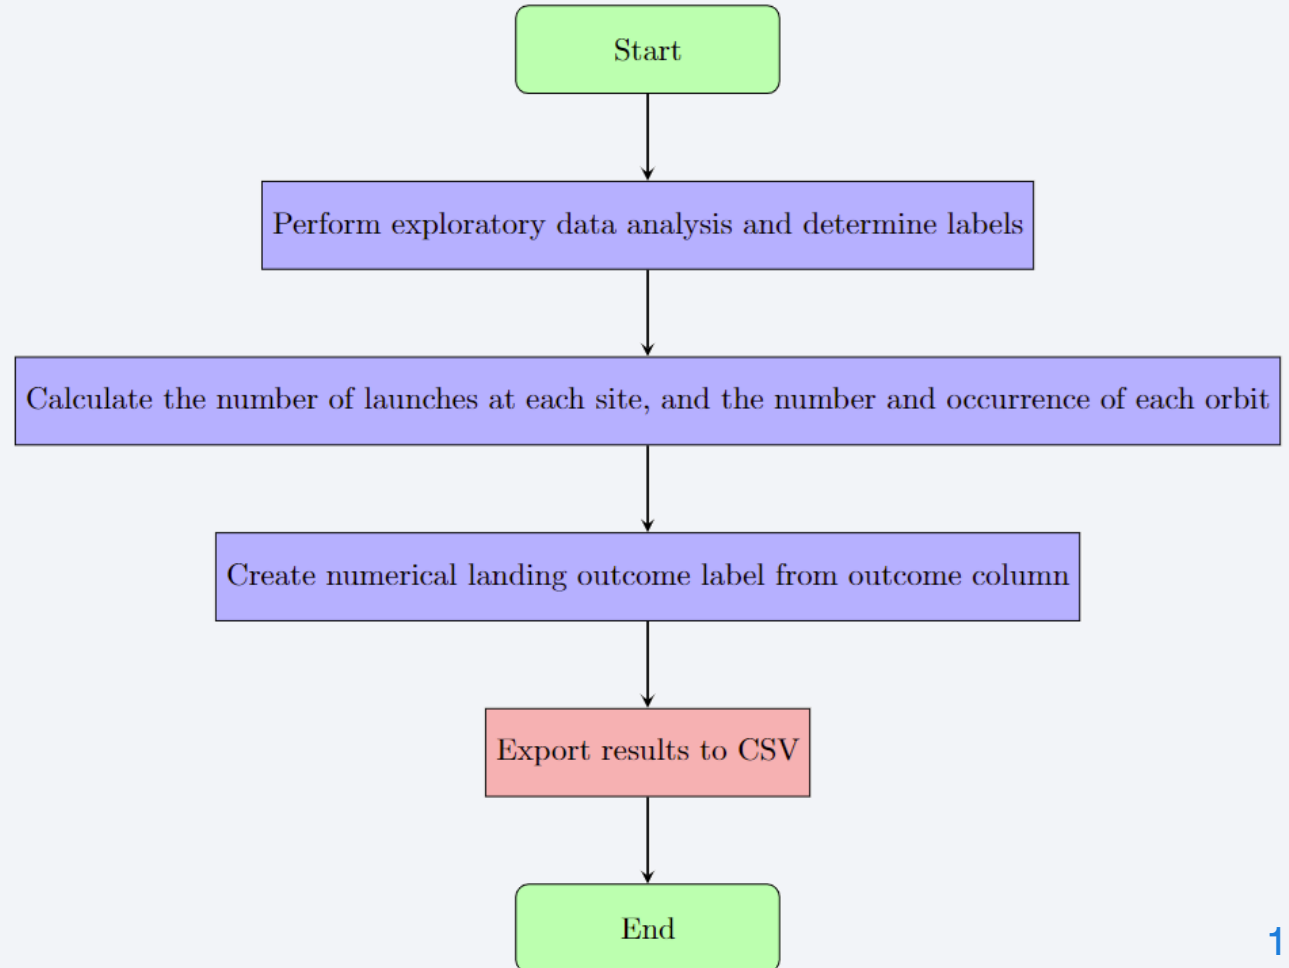 Start
Perform exploratory data analysis and determine labels
Calculate the number of launches at each site, and the number and occurrence of each orbit
Create numerical landing outcome label from outcome column
Export results to CSV
End
1